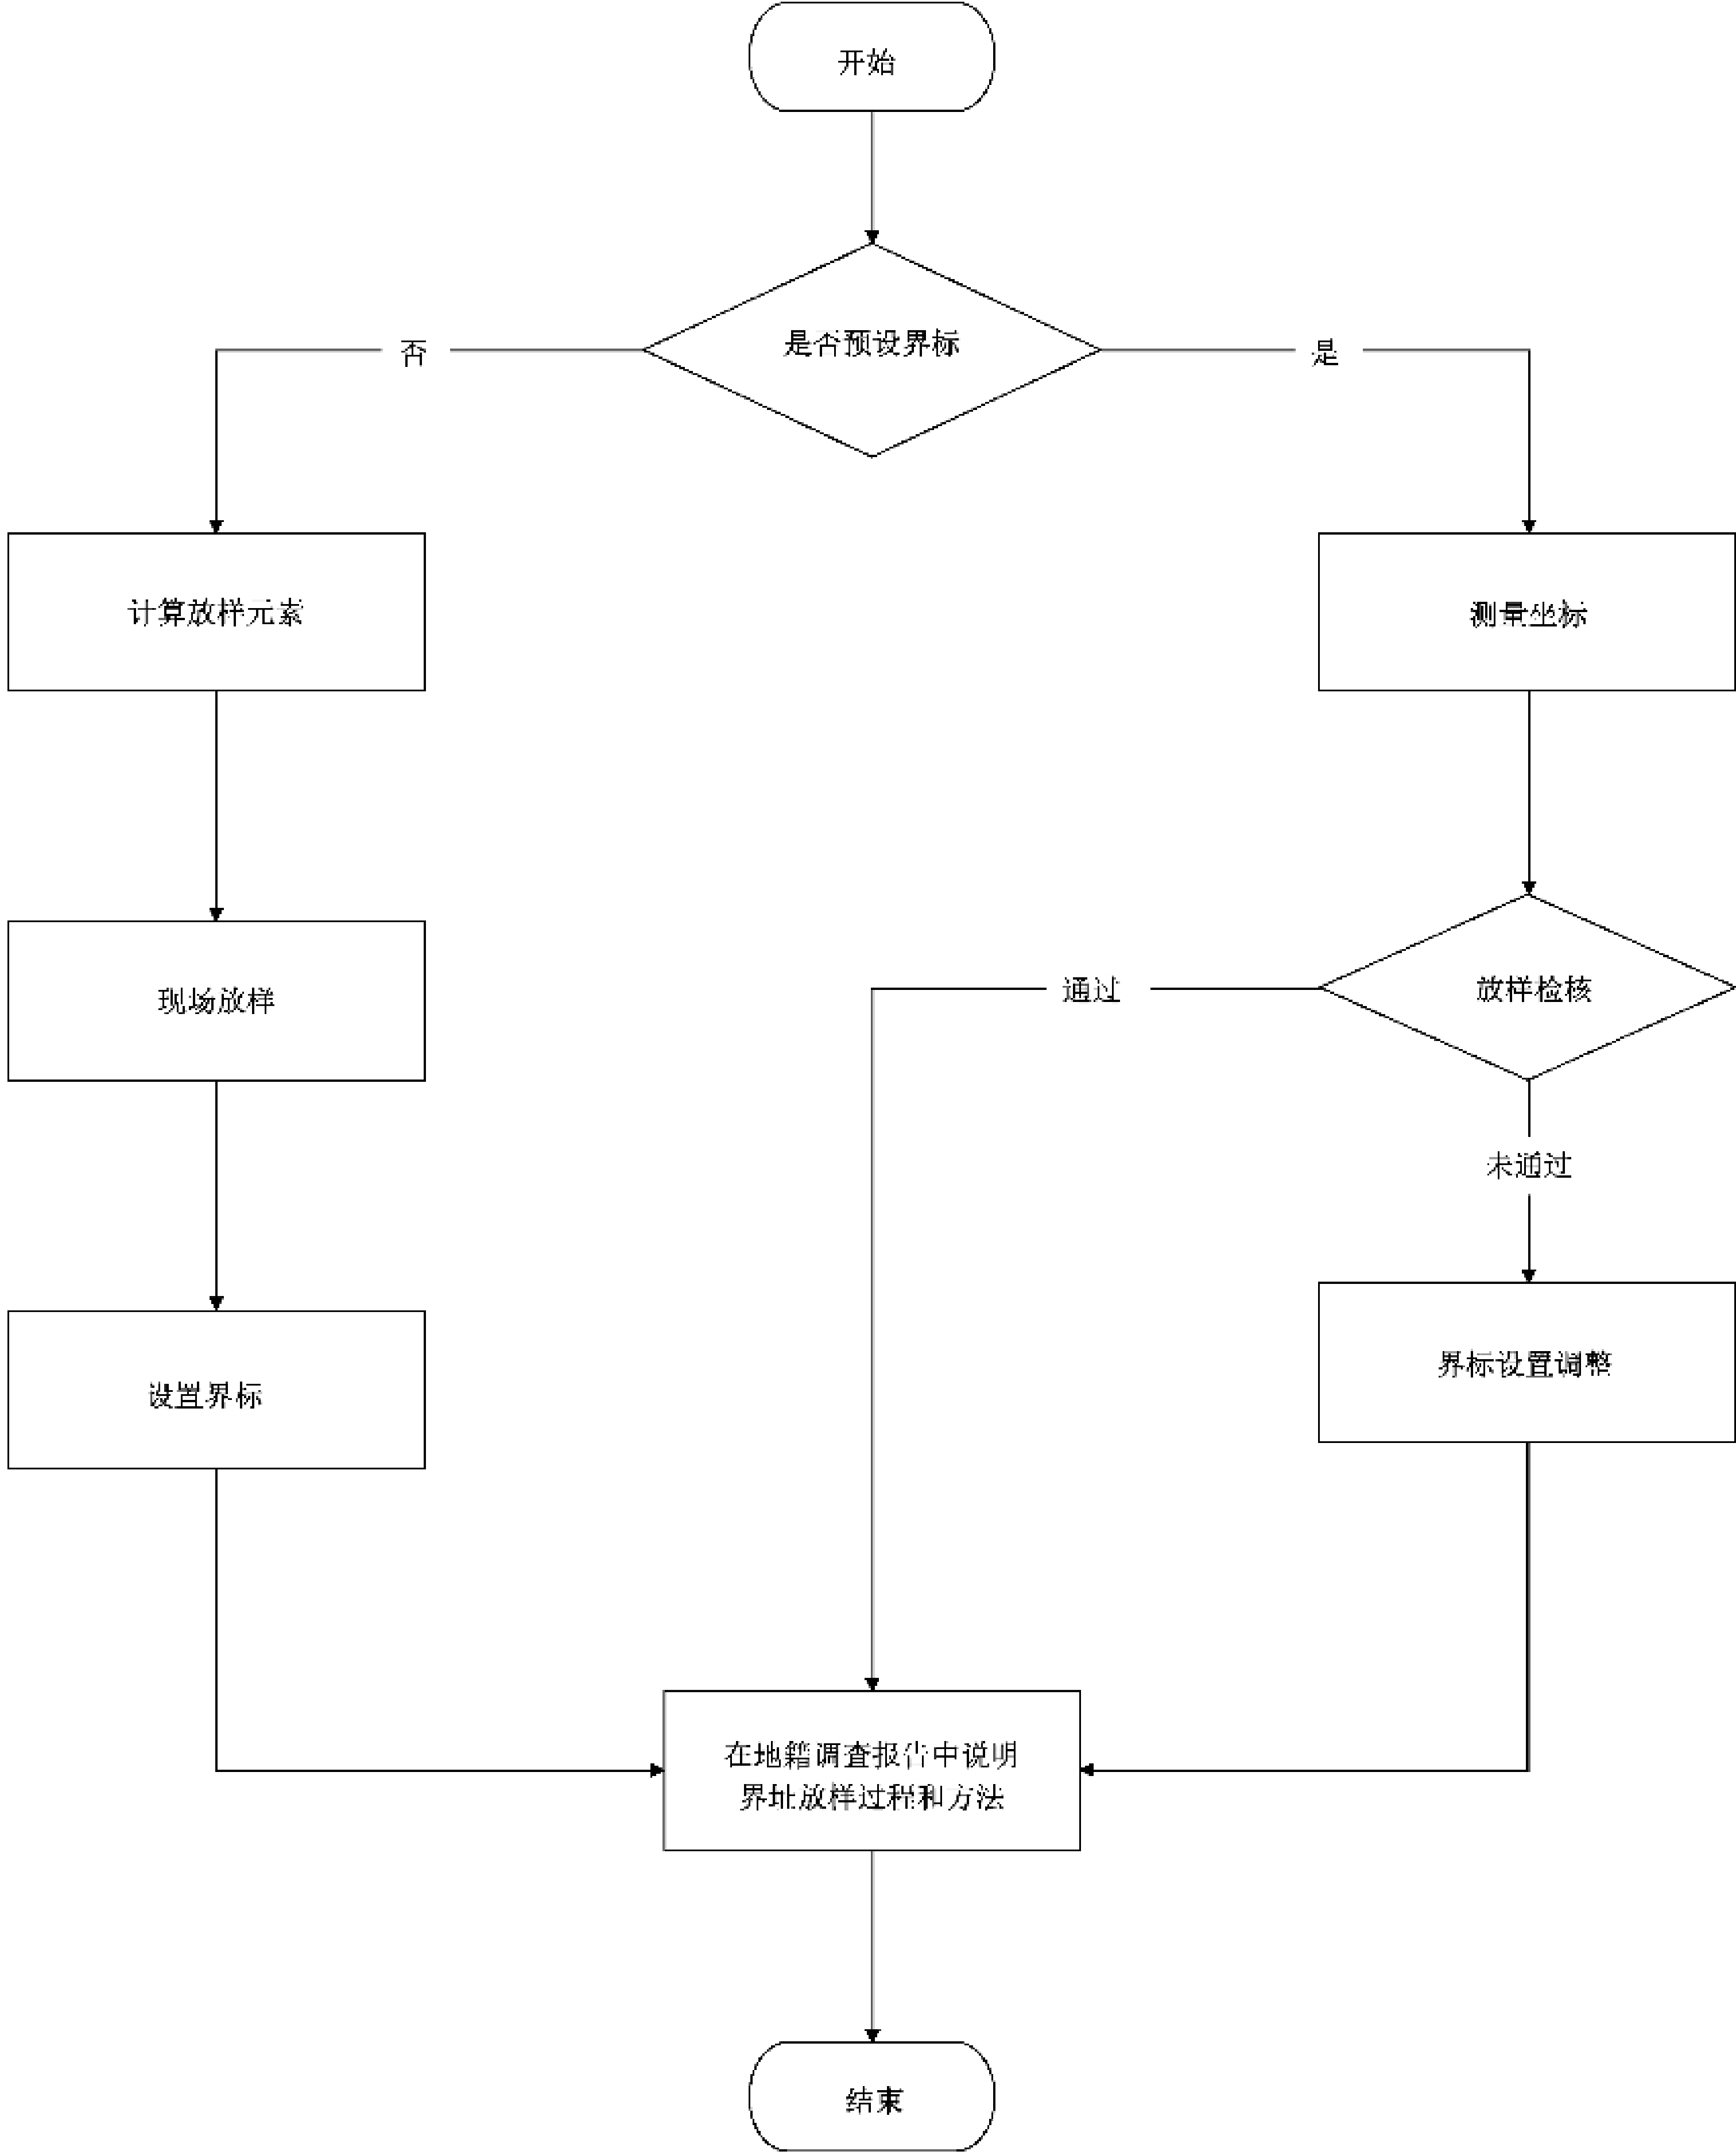 开始
是否预设界标
否
是
计算放样元素
测量坐标
现场放样
通过
放样检核
未通过
设置界标
界标设置调整
在地籍调查报告中说明
界址放样过程和方法
结束